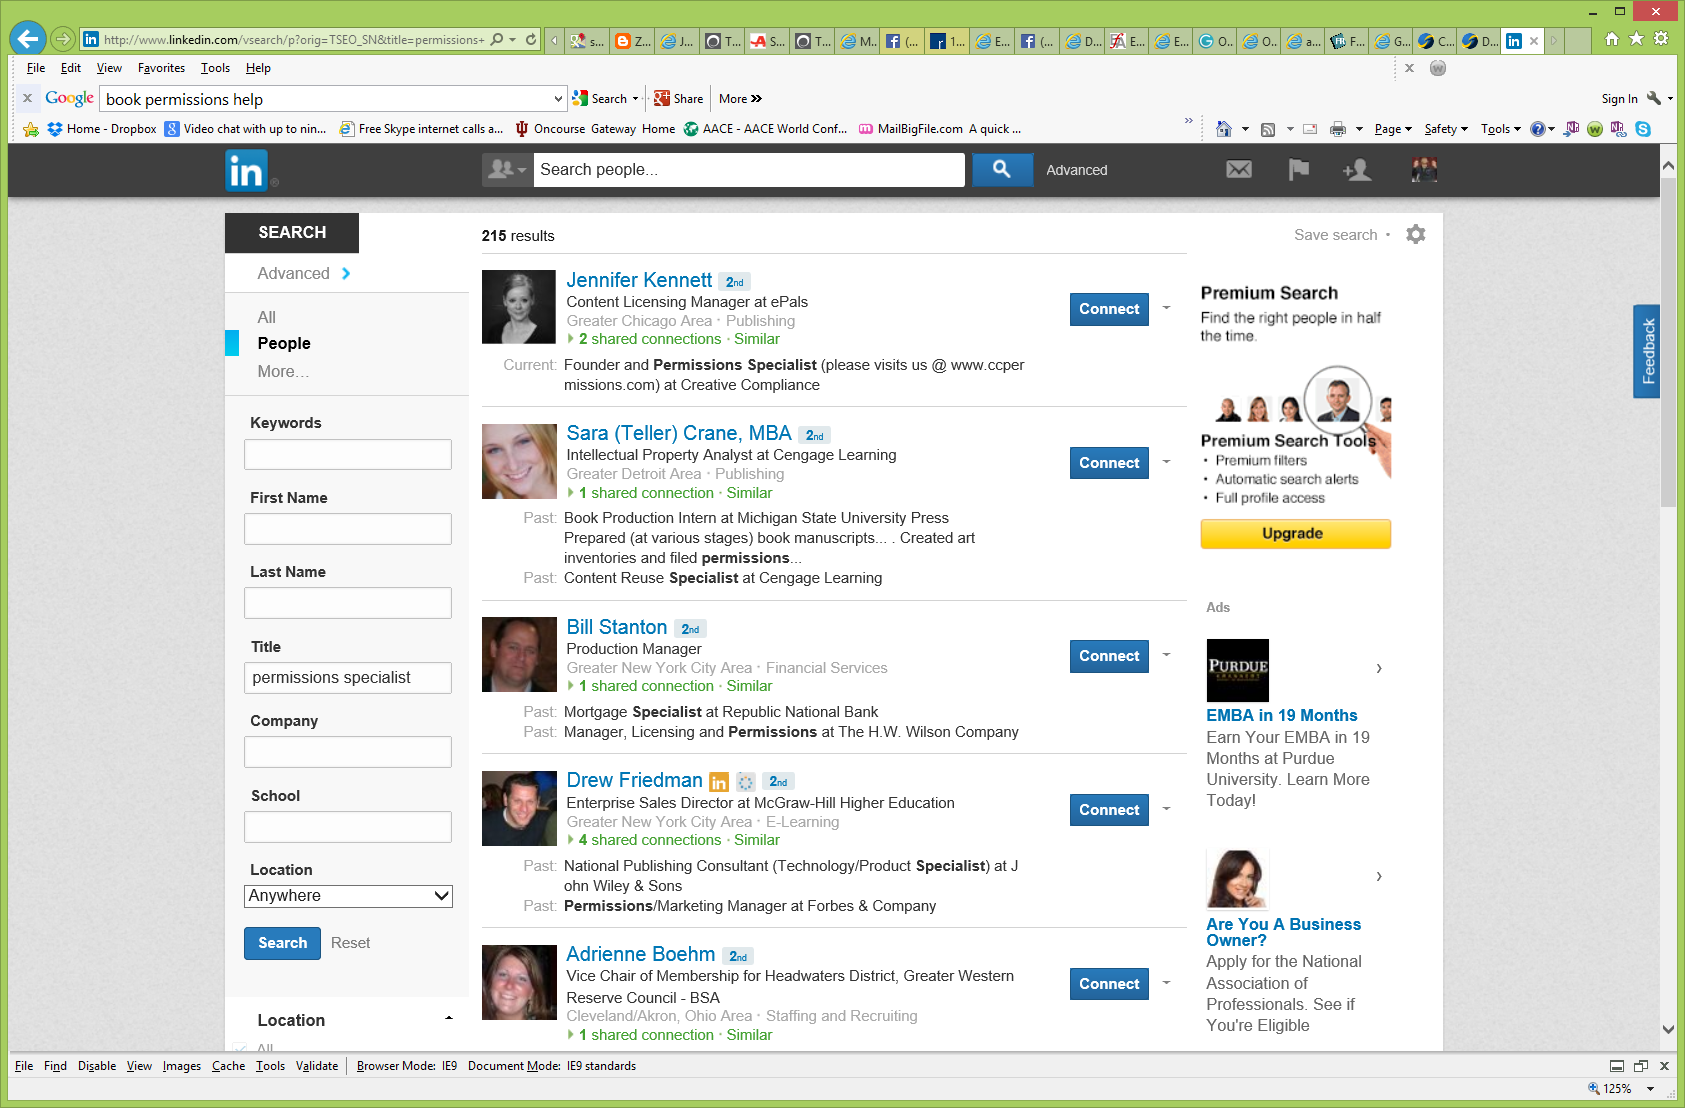 http://www.linkedin.com/vsearch/p?orig=TSEO_SN&title=permissions+
s... Z... J... T... S... T... M... (... 1... E... (... D... E... E... O... O... a... F... G... C... D...
File Edit View Favorites Tools Help
Google book permissions help Search Share More Sign In
Home - Dropbox Video chat with up to nin... Free Skype internet calls a... Oncourse Gateway Home AACE - AACE World Conf... MailBigFile.com A quick ... Page Safety Tools
in Search people... Advanced
SEARCH
Advanced
All
People
More...
Keywords
First Name
Last Name
Title
permissions specialist
Company
School
Location
Anywhere
Search Reset
Location
All
215 results
Save search
Jennifer Kennett 2nd
Content Licensing Manager at ePals
Greater Chicago Area · Publishing
2 shared connections · Similar
Connect
Current: Founder and Permissions Specialist (please visits us @ www.ccper
missions.com) at Creative Compliance
Sara (Teller) Crane, MBA 2nd
Intellectual Property Analyst at Cengage Learning
Greater Detroit Area · Publishing
1 shared connection · Similar
Connect
Past: Book Production Intern at Michigan State University Press
Prepared (at various stages) book manuscripts... . Created art
inventories and filed permissions...
Past: Content Reuse Specialist at Cengage Learning
Bill Stanton 2nd
Production Manager
Greater New York City Area · Financial Services
1 shared connection · Similar
Connect
Past: Mortgage Specialist at Republic National Bank
Past: Manager, Licensing and Permissions at The H.W. Wilson Company
Drew Friedman in 2nd
Enterprise Sales Director at McGraw-Hill Higher Education
Greater New York City Area · E-Learning
4 shared connections · Similar
Connect
Past: National Publishing Consultant (Technology/Product Specialist) at J
ohn Wiley & Sons
Past: Permissions/Marketing Manager at Forbes & Company
Adrienne Boehm 2nd
Vice Chair of Membership for Headwaters District, Greater Western
Reserve Council - BSA
Cleveland/Akron, Ohio Area · Staffing and Recruiting
1 shared connection · Similar
Connect
Premium Search
Find the right people in half
the time.
Premium Search Tools
• Premium filters
• Automatic search alerts
• Full profile access
Upgrade
Feedback
Ads
PURDUE
EMBA in 19 Months
Earn Your EMBA in 19
Months at Purdue
University. Learn More
Today!
Are You A Business
Owner?
Apply for the National
Association of
Professionals. See if
You're Eligible
File Find Disable View Images Cache Tools Validate Browser Mode: IE9 Document Mode: IE9 standards
125%